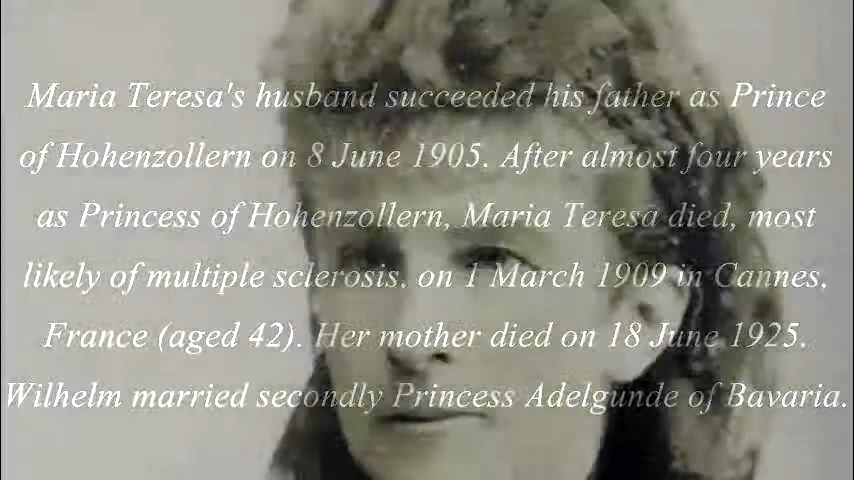 Maria Teresa's husband succeeded his father as Prince
of Hohenzollern on 8 June 1905. After almost four years
as Princess of Hohenzollern, Maria Teresa died, most
likely of multiple sclerosis, on 1 March 1909 in Cannes,
France (aged 42). Her mother died on 18 June 1925.
Wilhelm married secondly Princess Adelgunde of Bavaria.